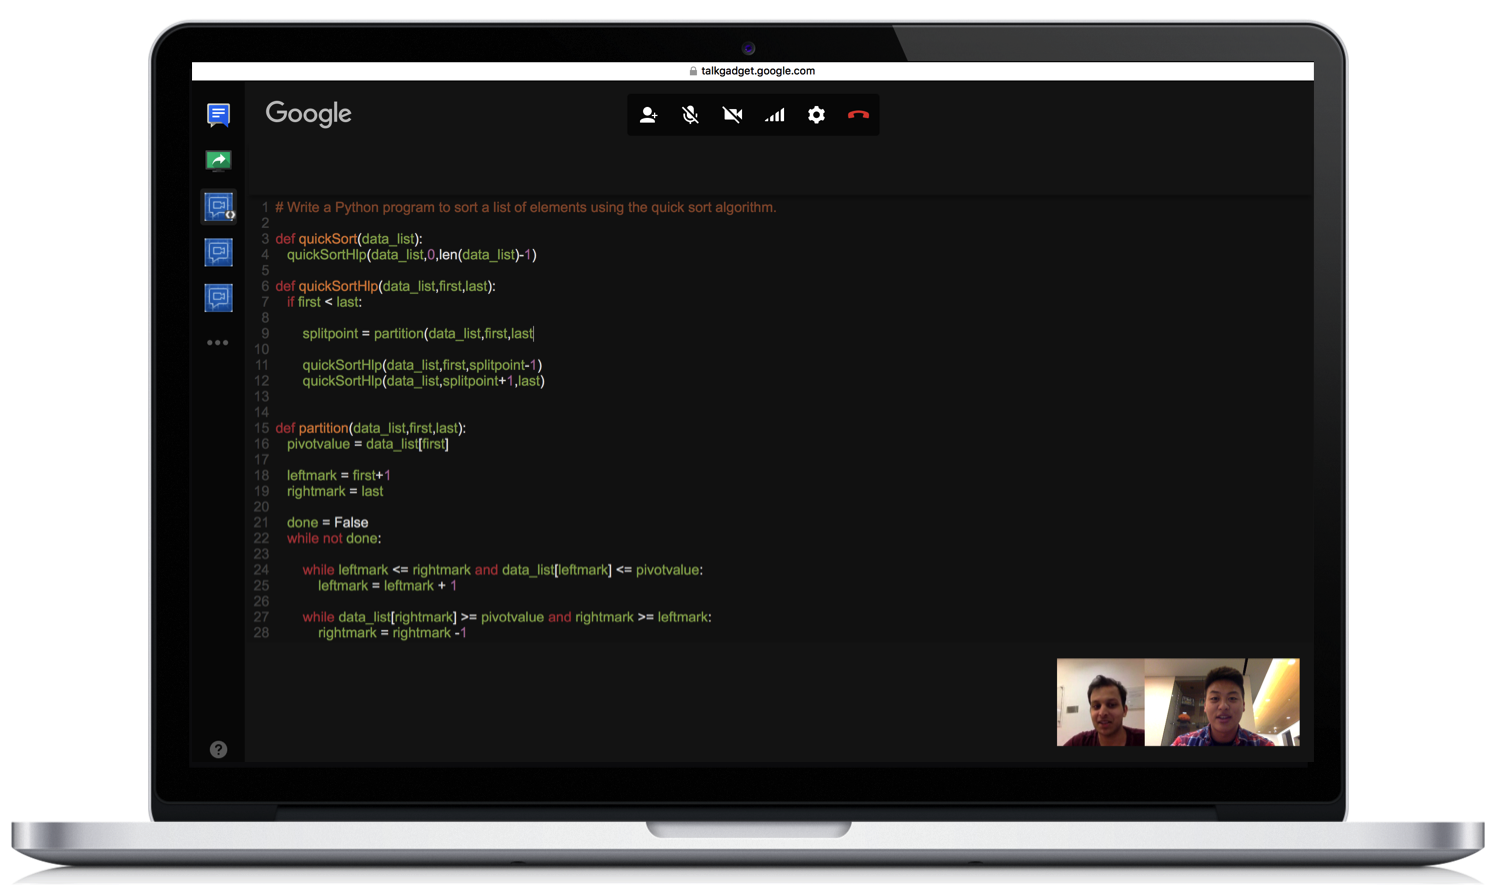 talkgadget.google.com
Google
1 # Write a Python program to sort a list of elements using the quick sort algorithm.
2
3 def quickSort(data_list):
4 quickSortHlp(data_list,0,len(data_list)-1)
5
6 def quickSortHlp(data_list,first,last):
7 if first < last:
8
9 splitpoint = partition(data_list,first,last
10
11 quickSortHlp(data_list,first,splitpoint-1)
12 quickSortHlp(data_list,splitpoint+1,last)
13
14
15 def partition(data_list,first,last):
16 pivotvalue = data_list[first]
17
18 leftmark = first+1
19 rightmark = last
20
21 done = False
22 while not done:
23
24 while leftmark <= rightmark and data_list[leftmark] <= pivotvalue:
25 leftmark = leftmark + 1
26
27 while data_list[rightmark] >= pivotvalue and rightmark >= leftmark:
28 rightmark = rightmark -1
?